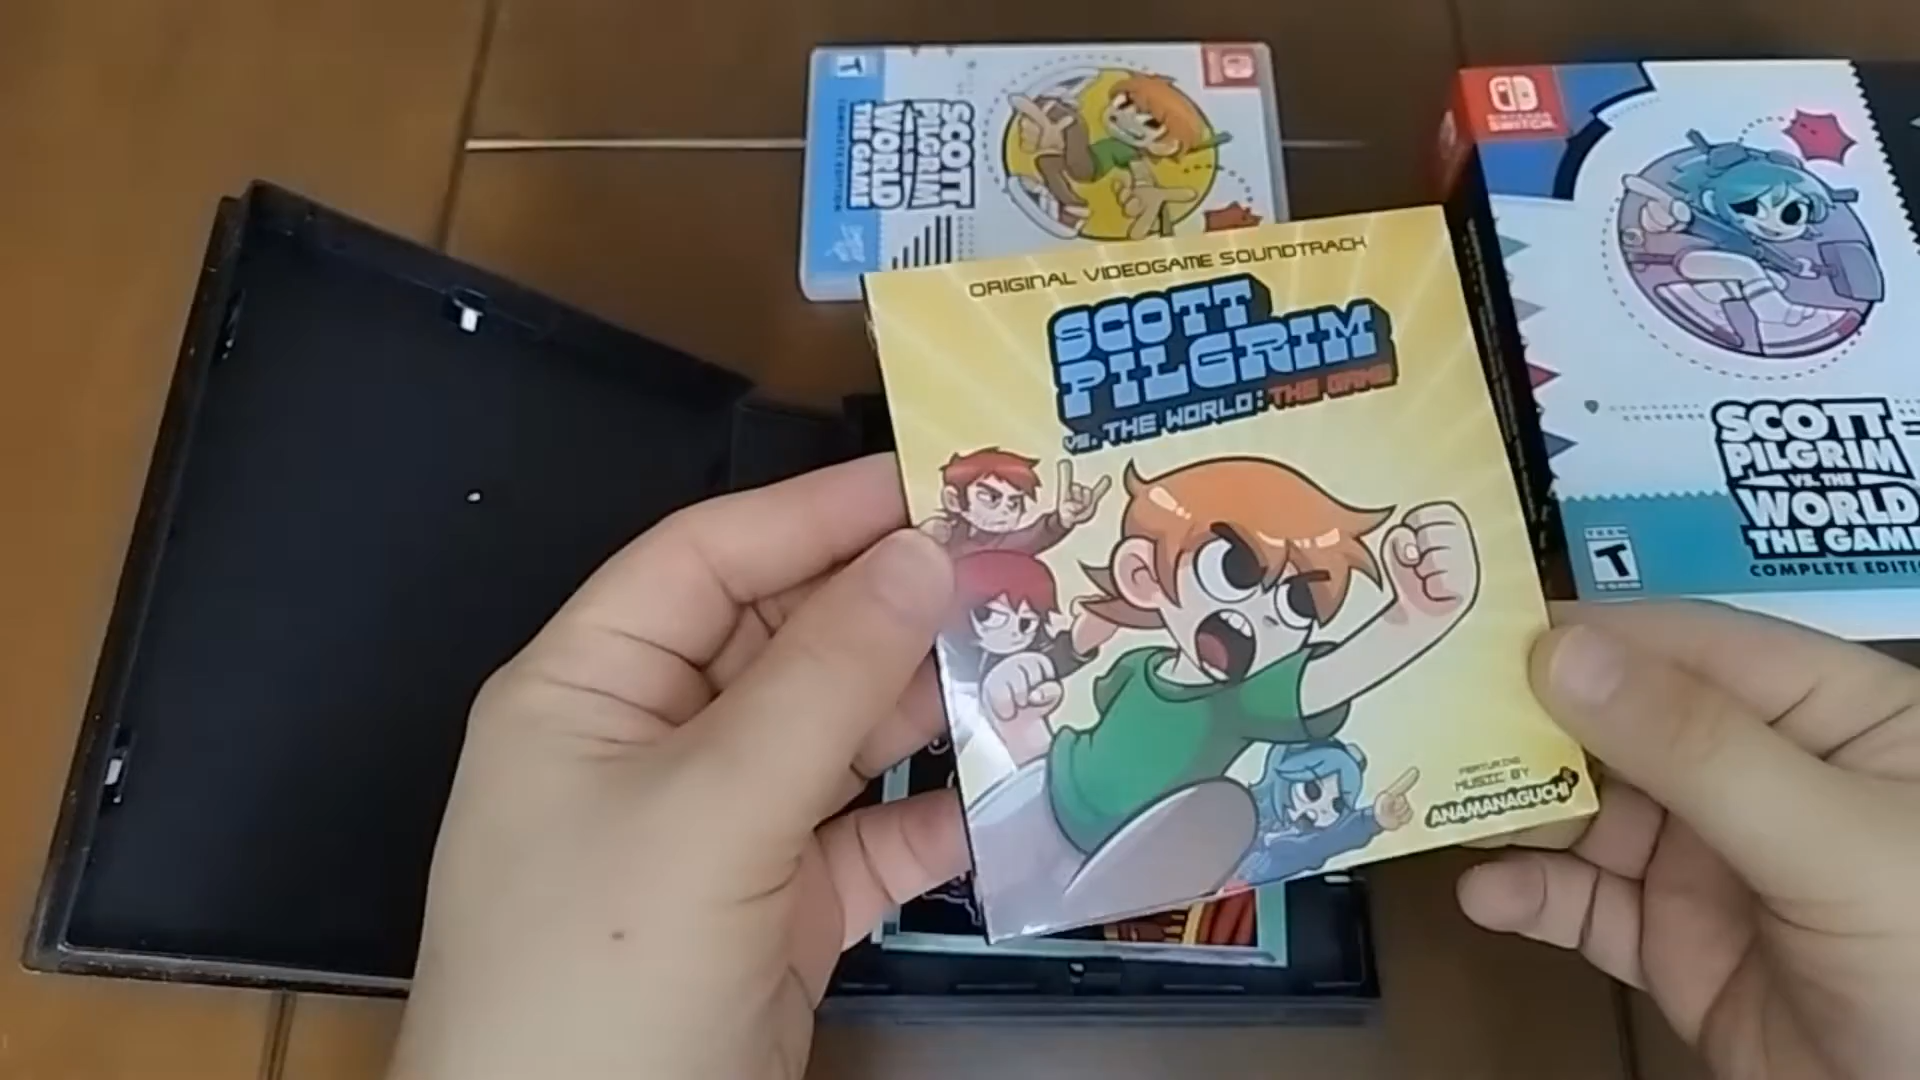 ORIGINAL VIDEOGAME SOUNDTRACK
SCOTT
PILGRIM
VS. THE WORLD: THE GAME
FEATURING
MUSIC BY
ANAMANAGUCHI
T
SCOTT
PILGRIM
WORLD
THE GAME
COMPLETE EDITION
NINTENDO
SWITCH
SCOTT
PILGRIM
VS. THE
WORLD
THE GAM
COMPLETE EDITI
TEEN
T